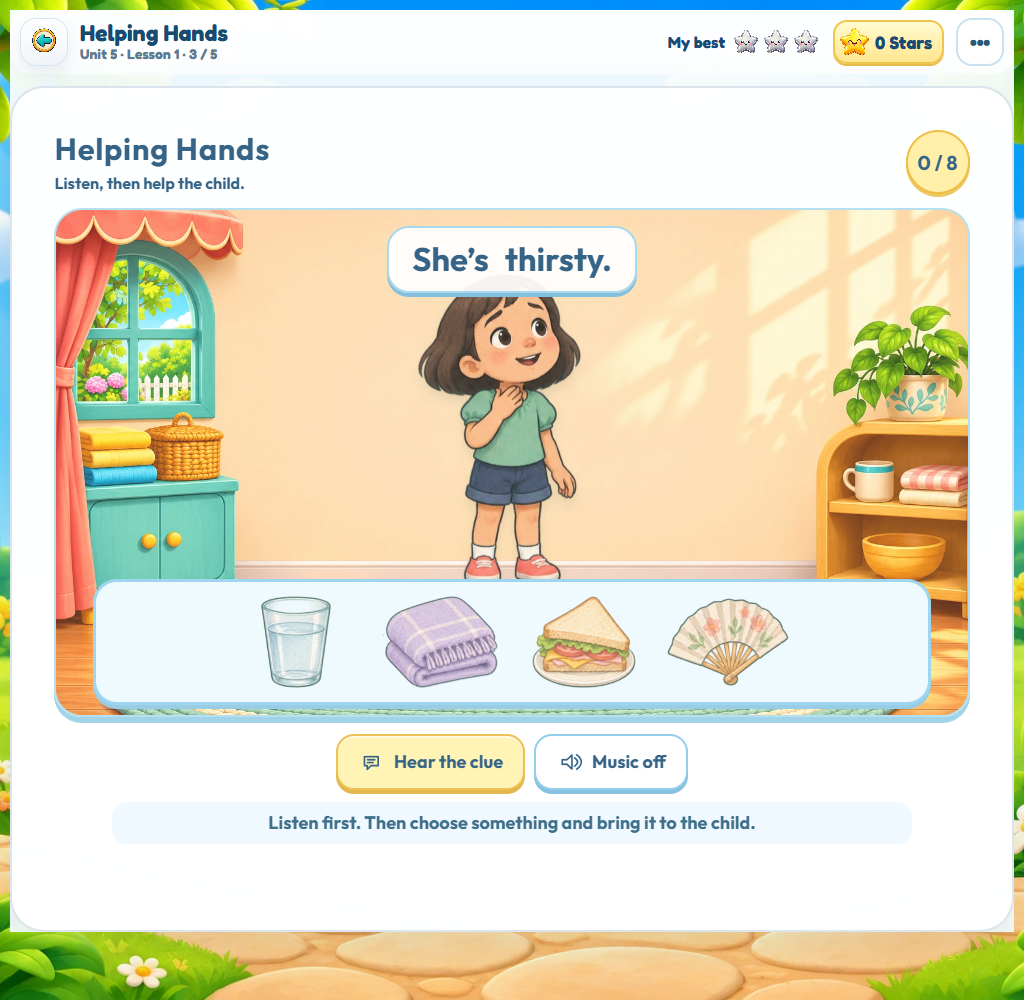 Helping Hands
Unit 5 · Lesson 1 · 3 / 5
My best
0 Stars
Helping Hands
Listen, then help the child.
0 / 8
She’s thirsty.
Hear the clue
Music off
Listen first. Then choose something and bring it to the child.